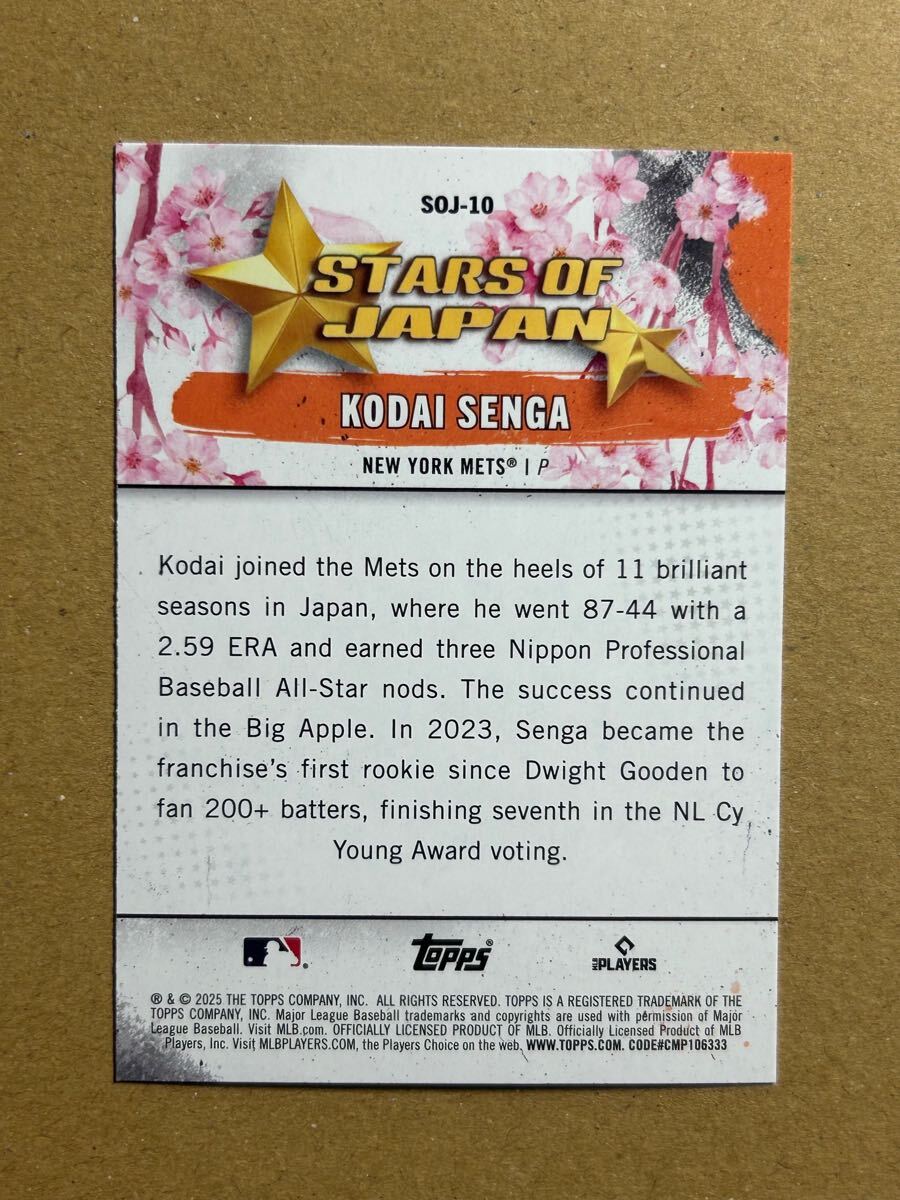 SOJ-10
STARS OF
JAPAN
KODAI SENGA
NEW YORK METS® | P
Kodai joined the Mets on the heels of 11 brilliant
seasons in Japan, where he went 87-44 with a
2.59 ERA and earned three Nippon Professional
Baseball All-Star nods. The success continued
in the Big Apple. In 2023, Senga became the
franchise's first rookie since Dwight Gooden to
fan 200+ batters, finishing seventh in the NL Cy
Young Award voting.
® Topps® MLB PLAYERS
® & © 2025 THE TOPPS COMPANY, INC. ALL RIGHTS RESERVED. TOPPS IS A REGISTERED TRADEMARK OF THE
TOPPS COMPANY, INC. Major League Baseball trademarks and copyrights are used with permission of Major
League Baseball. Visit MLB.com. OFFICIALLY LICENSED PRODUCT OF MLB. Officially Licensed Product of MLB
Players, Inc. Visit MLBPLAYERS.COM, the Players Choice on the web. WWW.TOPPS.COM. CODE#CMP106333